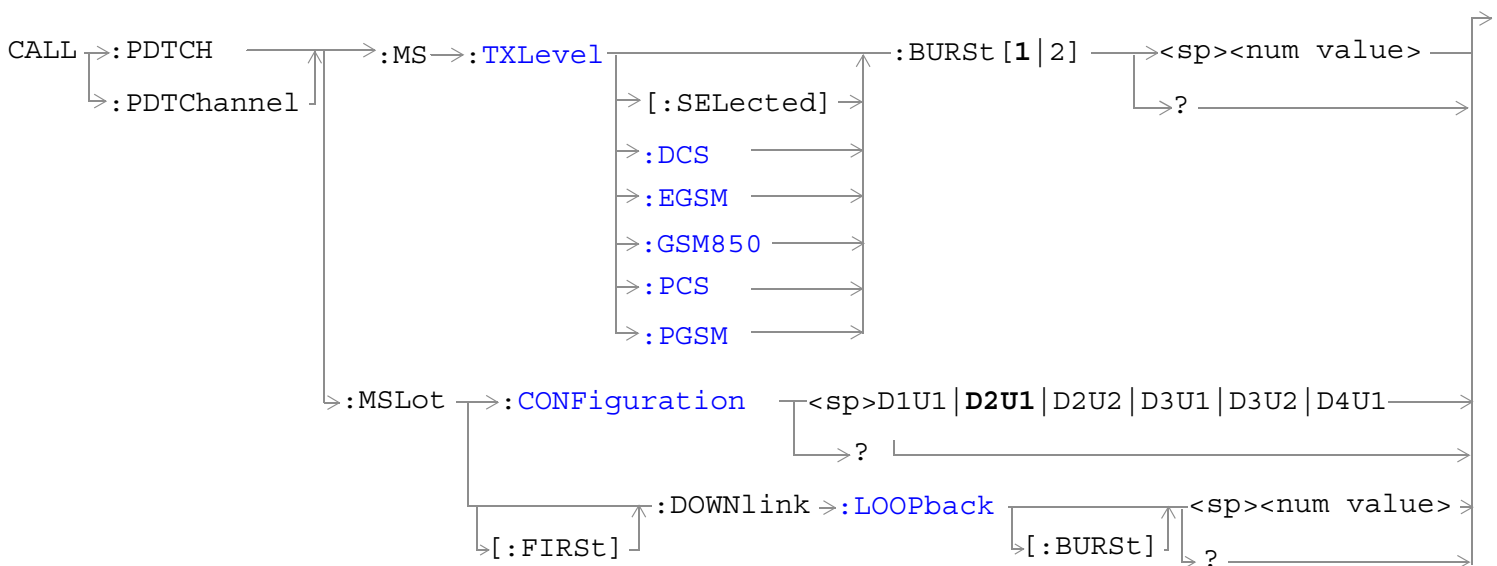 CALL :PDTCH :MS :TXLevel :BURSt[1|2] <sp><num value>
:PDTChannel [:SELected] ?
:DCS
:EGSM
:GSM850
:PCS
:PGSM
:MSLot :CONFiguration <sp>D1U1|D2U1|D2U2|D3U1|D3U2|D4U1
?
:DOWNlink :LOOPback <sp><num value>
[:FIRSt] [:BURSt] ?